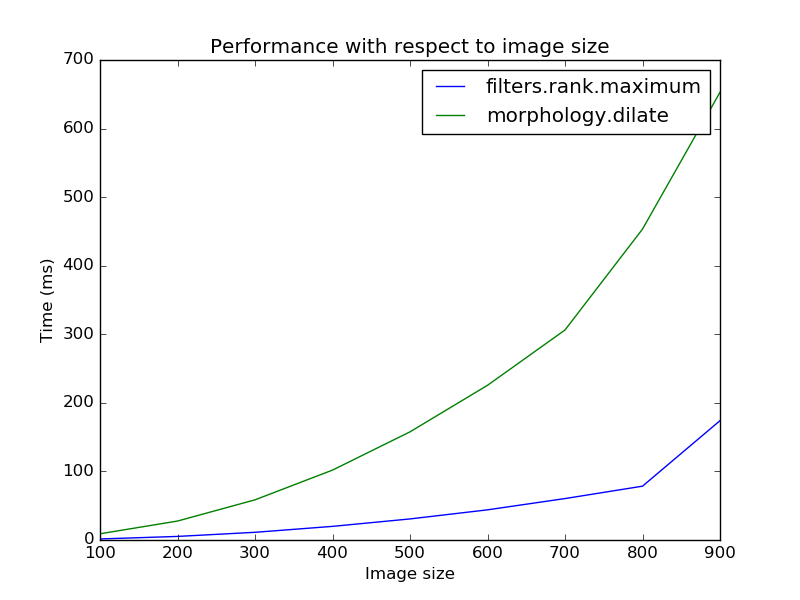 Performance with respect to image size
700
600
500
400
300
200
100
0
Time (ms)
filters.rank.maximum
morphology.dilate
100 200 300 400 500 600 700 800 900
Image size